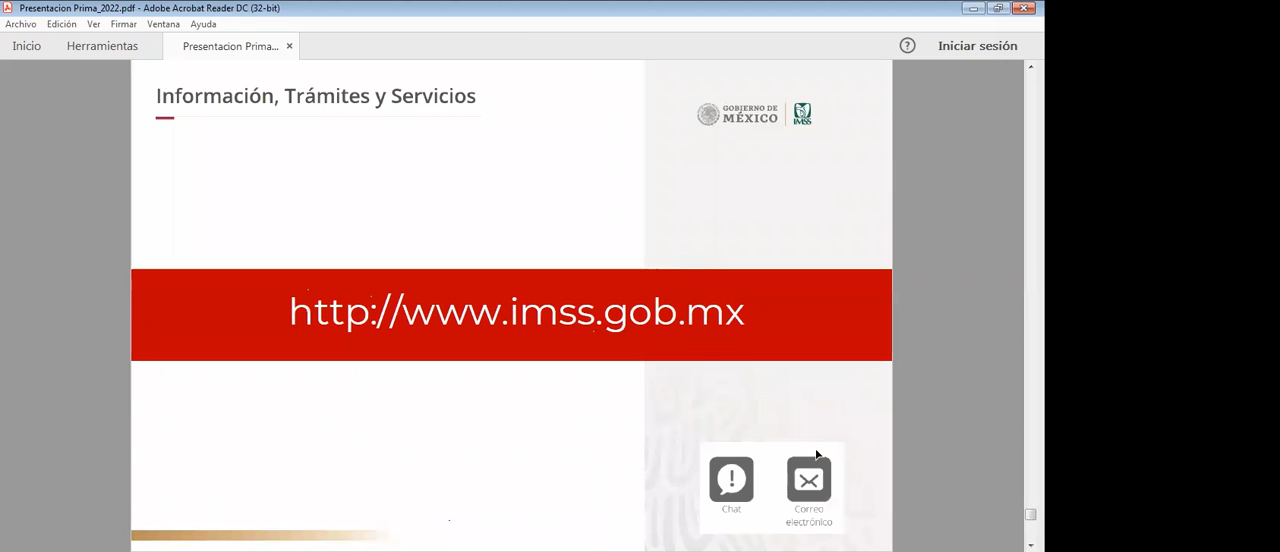 Presentacion Prima_2022.pdf - Adobe Acrobat Reader DC (32-bit)
Archivo Edición Ver Firmar Ventana Ayuda
Inicio Herramientas Presentacion Prima... × ? Iniciar sesión
Información, Trámites y Servicios
GOBIERNO DE
MÉXICO
IMSS
http://www.imss.gob.mx
Chat
Correo
electrónico